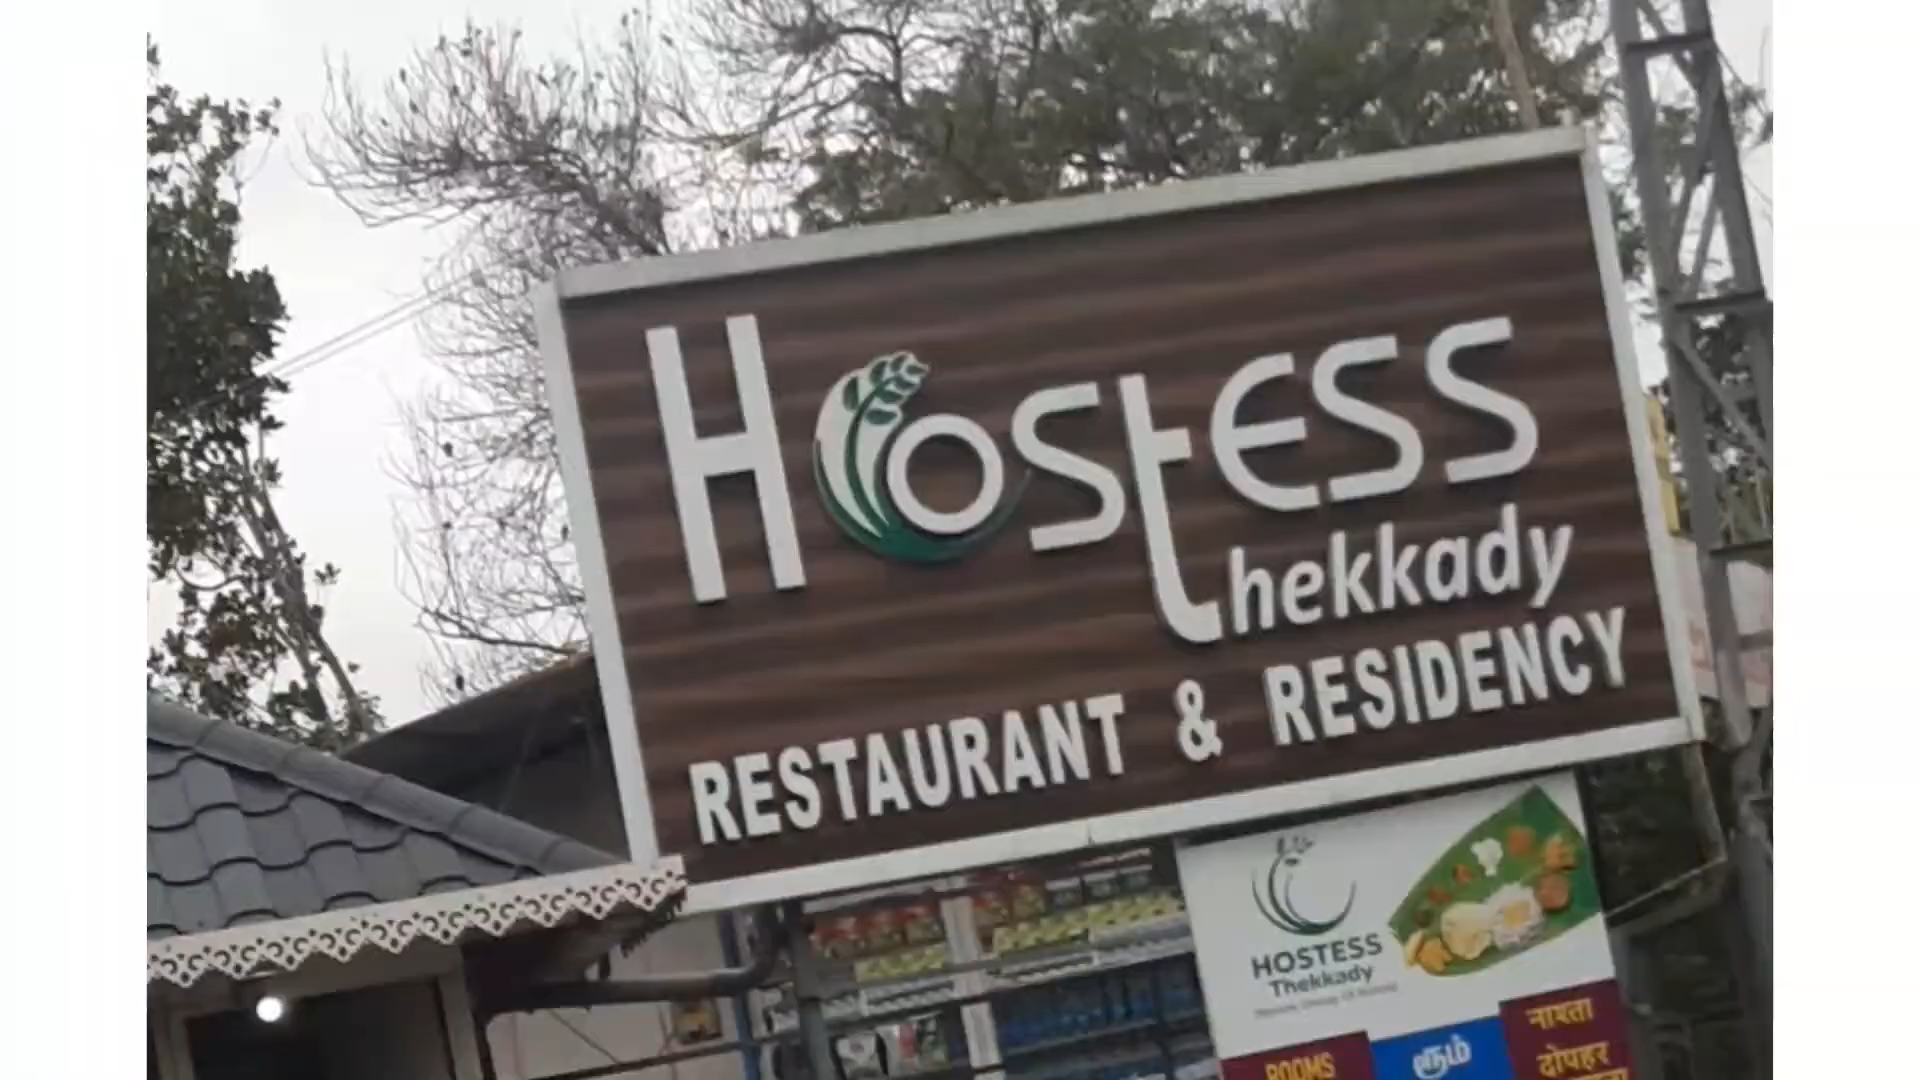 Hostess
thekkady
RESTAURANT & RESIDENCY
HOSTESS
Thekkady
ROOMS
ரூம்
नाश्ता
दोपहर